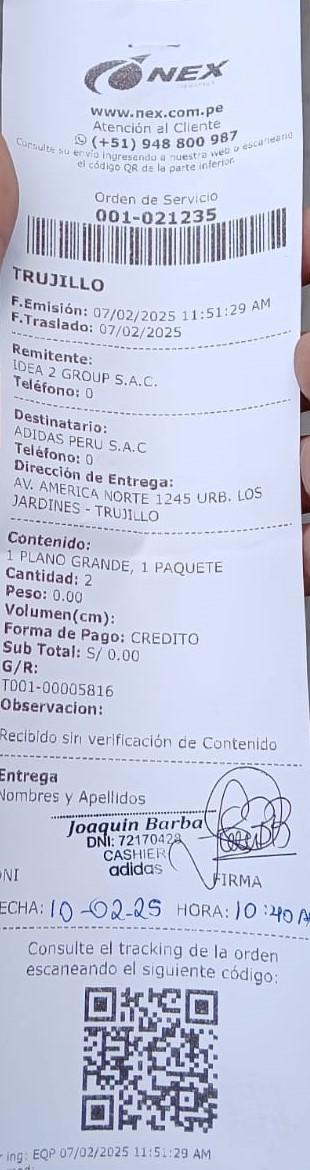 NEX
www.nex.com.pe
Atención al Cliente
(+51) 948 800 987
Consulte su envío ingresando a nuestra web o escaneand
el código QR de la parte inferior.
Orden de Servicio
001-021235
TRUJILLO
F.Emisión: 07/02/2025 11:51:29 AM
F.Traslado: 07/02/2025
Remitente:
IDEA 2 GROUP S.A.C.
Teléfono: 0
Destinatario:
ADIDAS PERU S.A.C
Teléfono: 0
Dirección de Entrega:
AV. AMERICA NORTE 1245 URB. LOS
JARDINES - TRUJILLO
Contenido:
1 PLANO GRANDE, 1 PAQUETE
Cantidad: 2
Peso: 0.00
Volumen(cm):
Forma de Pago: CREDITO
Sub Total: S/ 0.00
G/R:
T001-00005816
Observacion:
Recibido sin verificación de Contenido
Entrega
Nombres y Apellidos
Joaquin Barba
DNI: 72170428
CASHIER
adidas
NI
FIRMA
ECHA: 10-02-25 HORA: 10:40 A
Consulte el tracking de la orden
escaneando el siguiente código:
ing: EQP 07/02/2025 11:51:29 AM